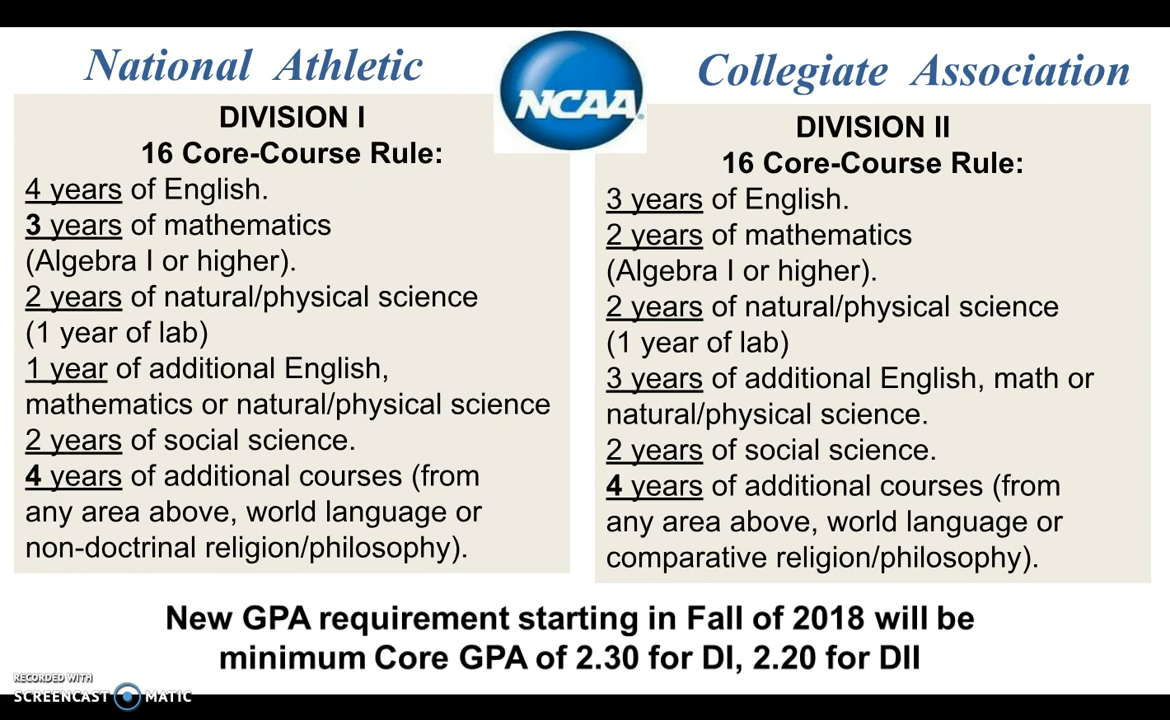 National Athletic
NCAA
Collegiate Association
DIVISION I
16 Core-Course Rule:
4 years of English.
3 years of mathematics
(Algebra I or higher).
2 years of natural/physical science
(1 year of lab)
1 year of additional English,
mathematics or natural/physical science
2 years of social science.
4 years of additional courses (from
any area above, world language or
non-doctrinal religion/philosophy).
DIVISION II
16 Core-Course Rule:
3 years of English.
2 years of mathematics
(Algebra I or higher).
2 years of natural/physical science
(1 year of lab)
3 years of additional English, math or
natural/physical science.
2 years of social science.
4 years of additional courses (from
any area above, world language or
comparative religion/philosophy).
New GPA requirement starting in Fall of 2018 will be
minimum Core GPA of 2.30 for DI, 2.20 for DII
RECORDED WITH
SCREENCAST MATIC